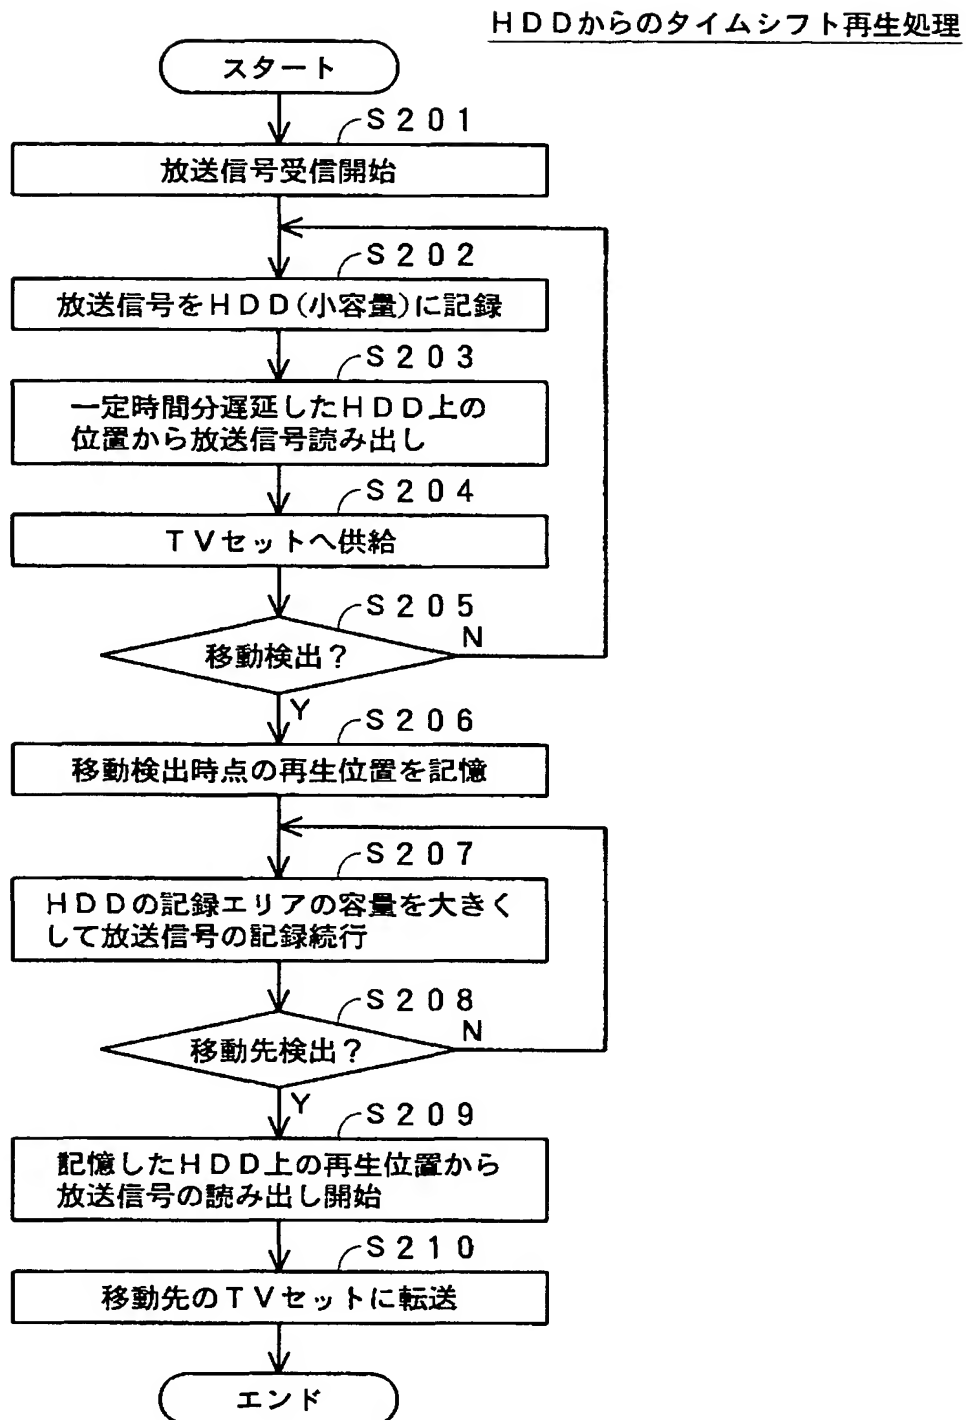 HDDからのタイムシフト再生処理
スタート
S201
放送信号受信開始
S202
放送信号をHDD(小容量)に記録
S203
一定時間分遅延したHDD上の
位置から放送信号読み出し
S204
TVセットへ供給
S205
移動検出?
N
Y
S206
移動検出時点の再生位置を記憶
S207
HDDの記録エリアの容量を大きく
して放送信号の記録続行
S208
移動先検出?
N
Y
S209
記憶したHDD上の再生位置から
放送信号の読み出し開始
S210
移動先のTVセットに転送
エンド